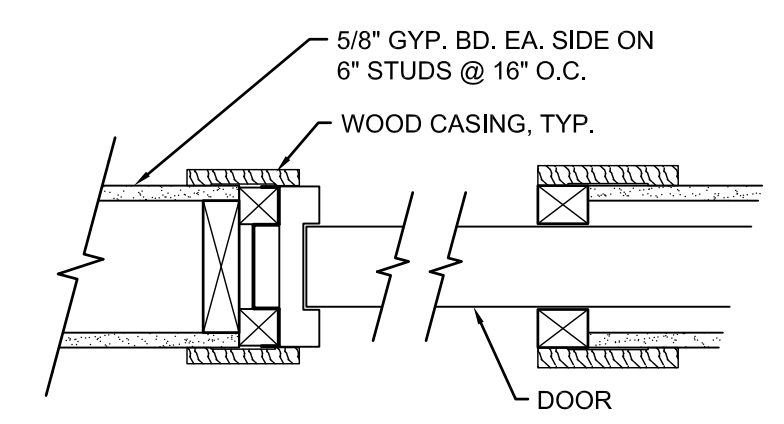 5/8" GYP. BD. EA. SIDE ON
6" STUDS @ 16" O.C.
WOOD CASING, TYP.
DOOR